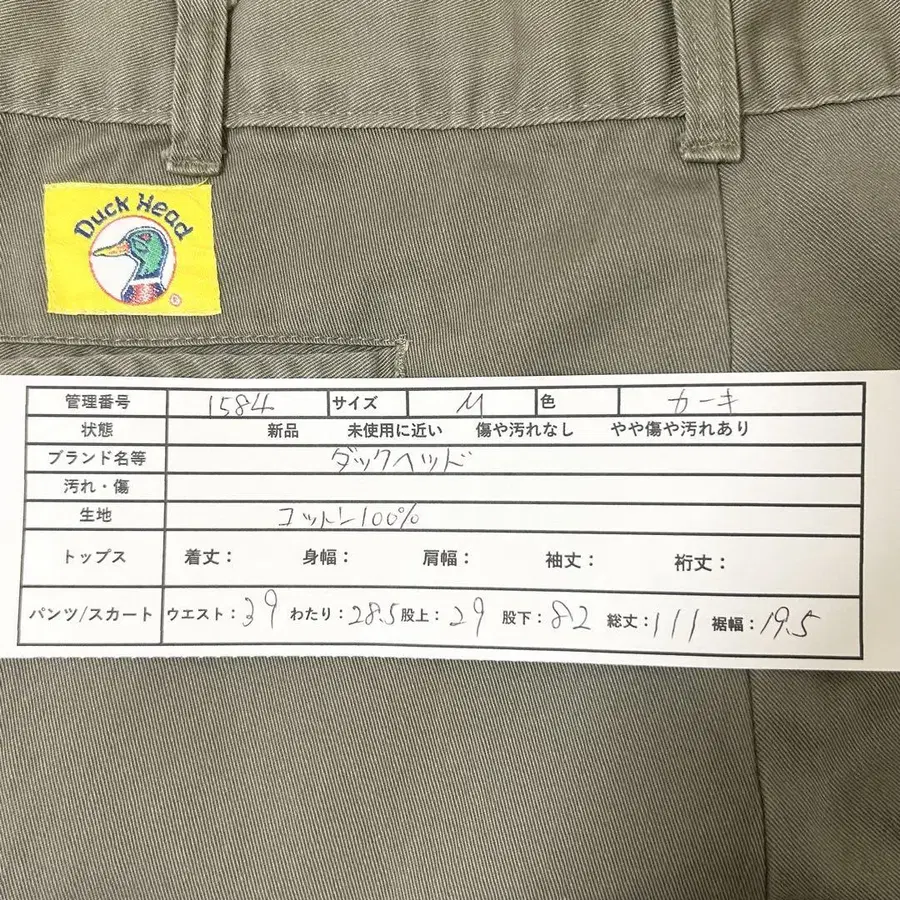 Duck Head
®
管理番号 1584 サイズ M 色 カーキ
状態 新品 未使用に近い 傷や汚れなし やや傷や汚れあり
ブランド名等 ダックヘッド
汚れ・傷
生地 コットン100%
トップス 着丈： 身幅： 肩幅： 袖丈： 裄丈：
パンツ/スカート ウエスト：39 わたり：28.5 股上：29 股下：82 総丈：111 裾幅：19.5